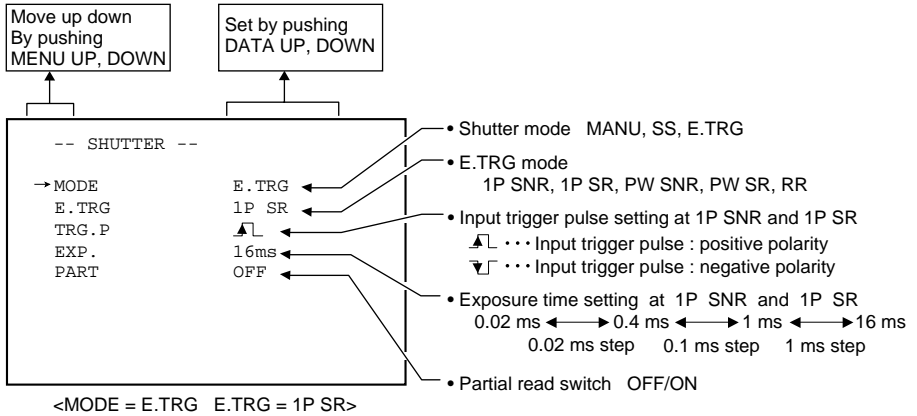 Move up down
By pushing
MENU UP, DOWN
Set by pushing
DATA UP, DOWN
-- SHUTTER --
→MODE E.TRG
E.TRG 1P SR
TRG.P
EXP. 16ms
PART OFF
• Shutter mode MANU, SS, E.TRG
• E.TRG mode
1P SNR, 1P SR, PW SNR, PW SR, RR
• Input trigger pulse setting at 1P SNR and 1P SR
··· Input trigger pulse : positive polarity
··· Input trigger pulse : negative polarity
• Exposure time setting at 1P SNR and 1P SR
0.02 ms ↔ 0.4 ms ↔ 1 ms ↔ 16 ms
0.02 ms step 0.1 ms step 1 ms step
• Partial read switch OFF/ON
<MODE = E.TRG E.TRG = 1P SR>